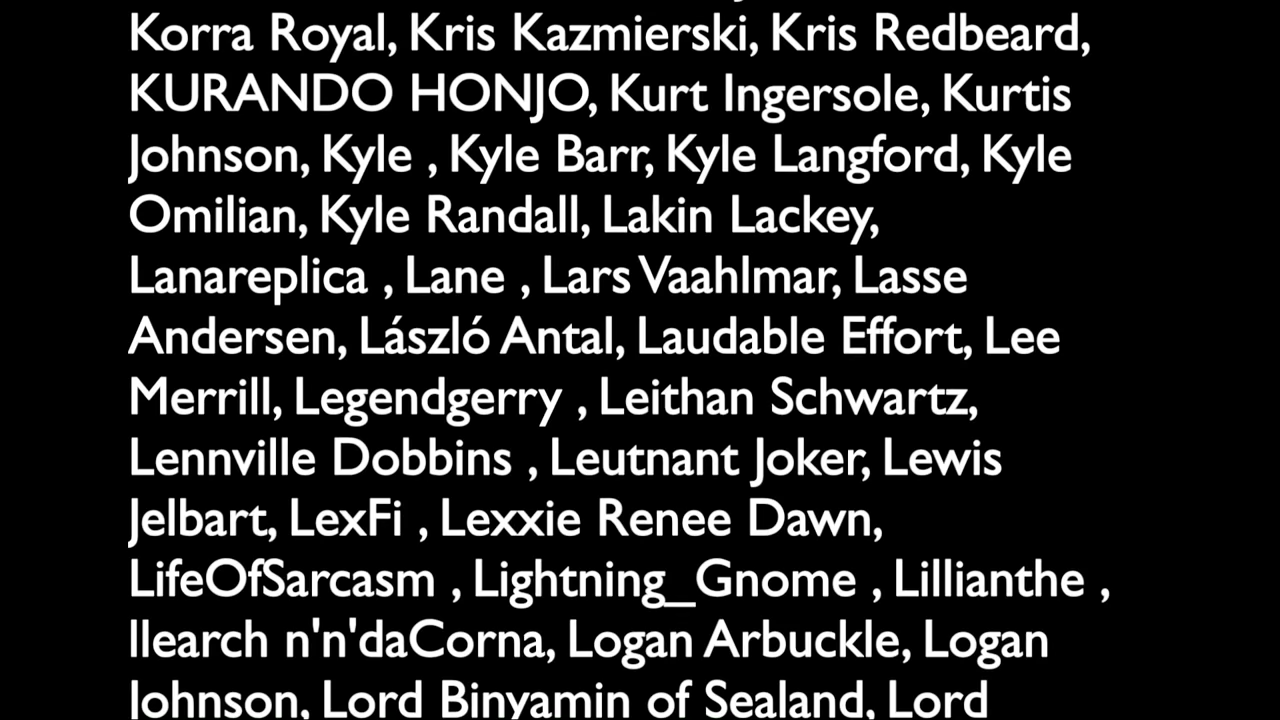 Korra Royal, Kris Kazmierski, Kris Redbeard,
KURANDO HONJO, Kurt Ingersole, Kurtis
Johnson, Kyle , Kyle Barr, Kyle Langford, Kyle
Omilian, Kyle Randall, Lakin Lackey,
Lanareplica , Lane , Lars Vaahlmar, Lasse
Andersen, László Antal, Laudable Effort, Lee
Merrill, Legendgerry , Leithan Schwartz,
Lennville Dobbins , Leutnant Joker, Lewis
Jelbart, LexFi , Lexxie Renee Dawn,
LifeOfSarcasm , Lightning_Gnome , Lillianthe ,
llearch n'n'daCorna, Logan Arbuckle, Logan
Johnson, Lord Binyamin of Sealand, Lord